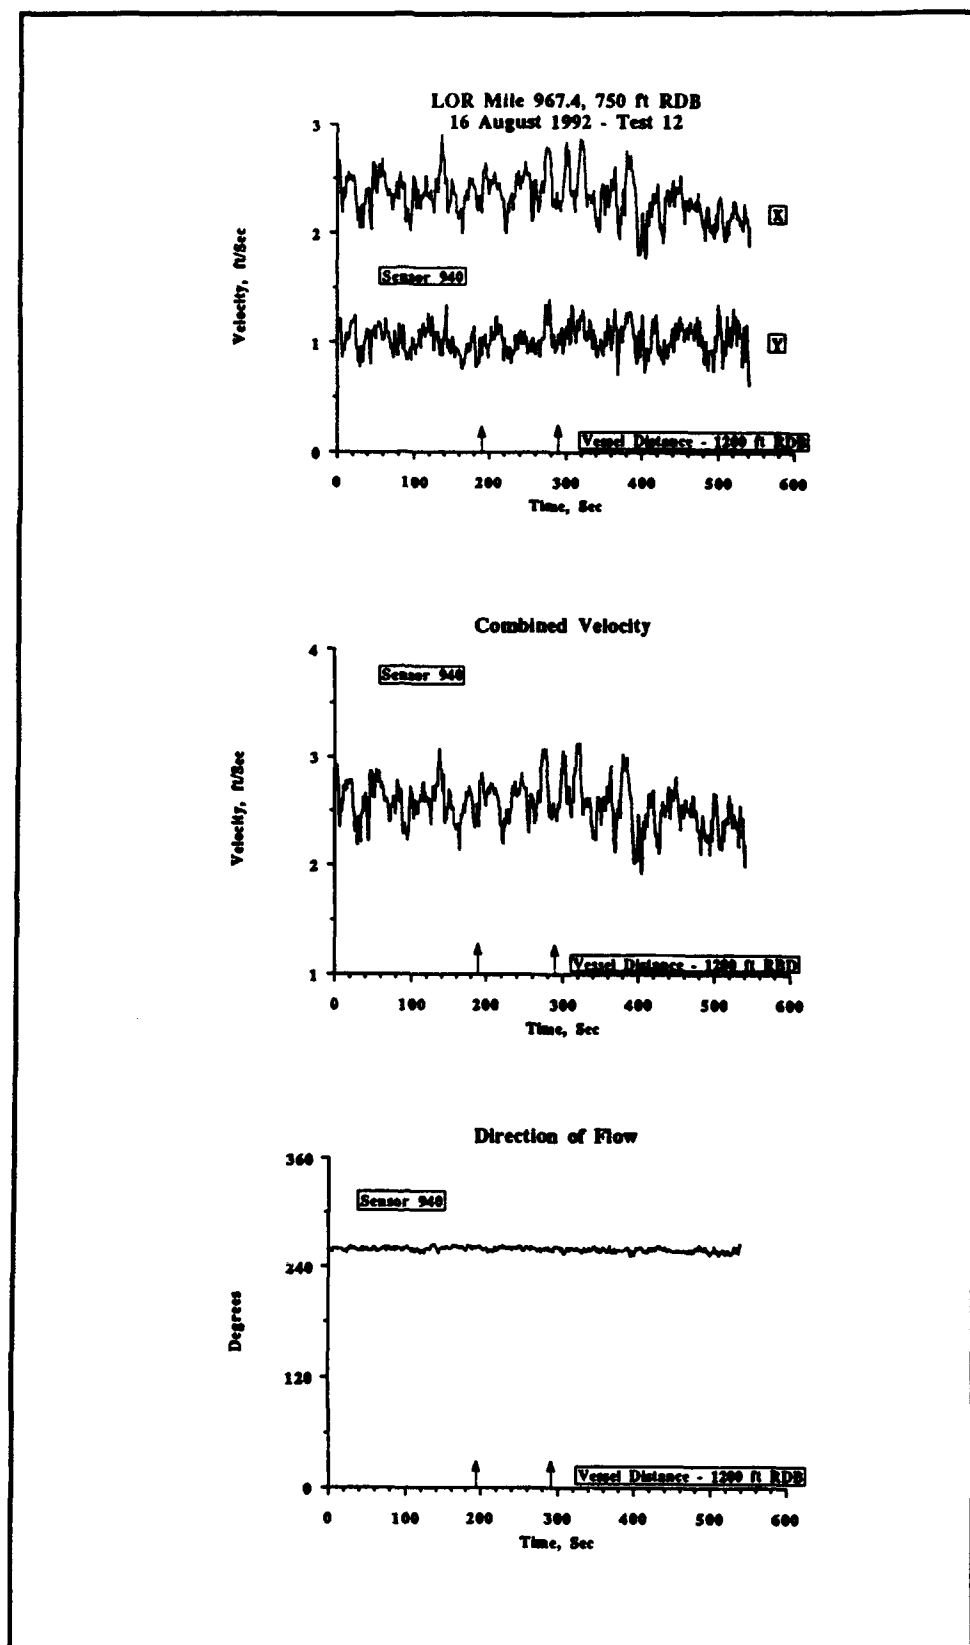 LOR Mile 967.4, 750 ft RDB
16 August 1992 - Test 12
3
2
1
0
Velocity, ft/Sec
X
Sensor 940
Y
Vessel Distance - 1200 ft RDB
0 100 200 300 400 500 600
Time, Sec
Combined Velocity
4
3
2
1
Velocity, ft/Sec
Sensor 940
Vessel Distance - 1200 ft RBD
0 100 200 300 400 500 600
Time, Sec
Direction of Flow
360
240
120
0
Degrees
Sensor 940
Vessel Distance - 1200 ft RDB
0 100 200 300 400 500 600
Time, Sec